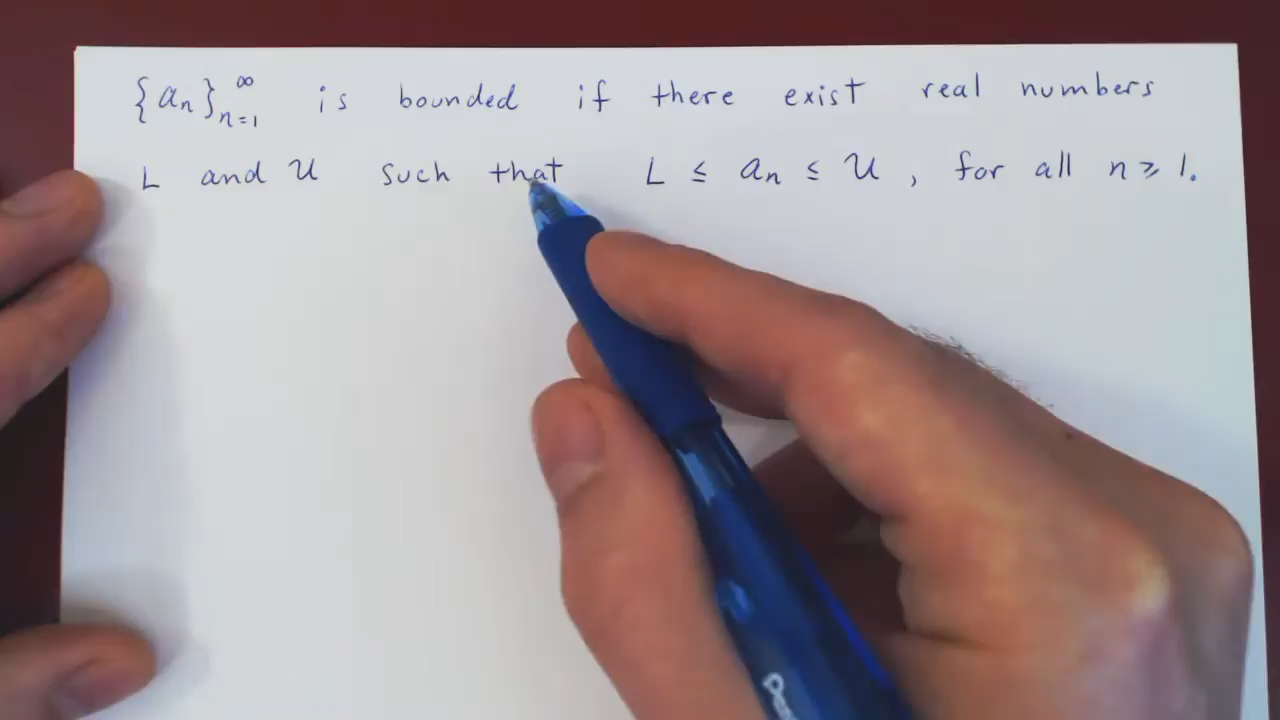 {aₙ}ₙ₌₁^∞ is bounded if there exist real numbers
L and U such that L ≤ aₙ ≤ U , for all n ≥ 1.